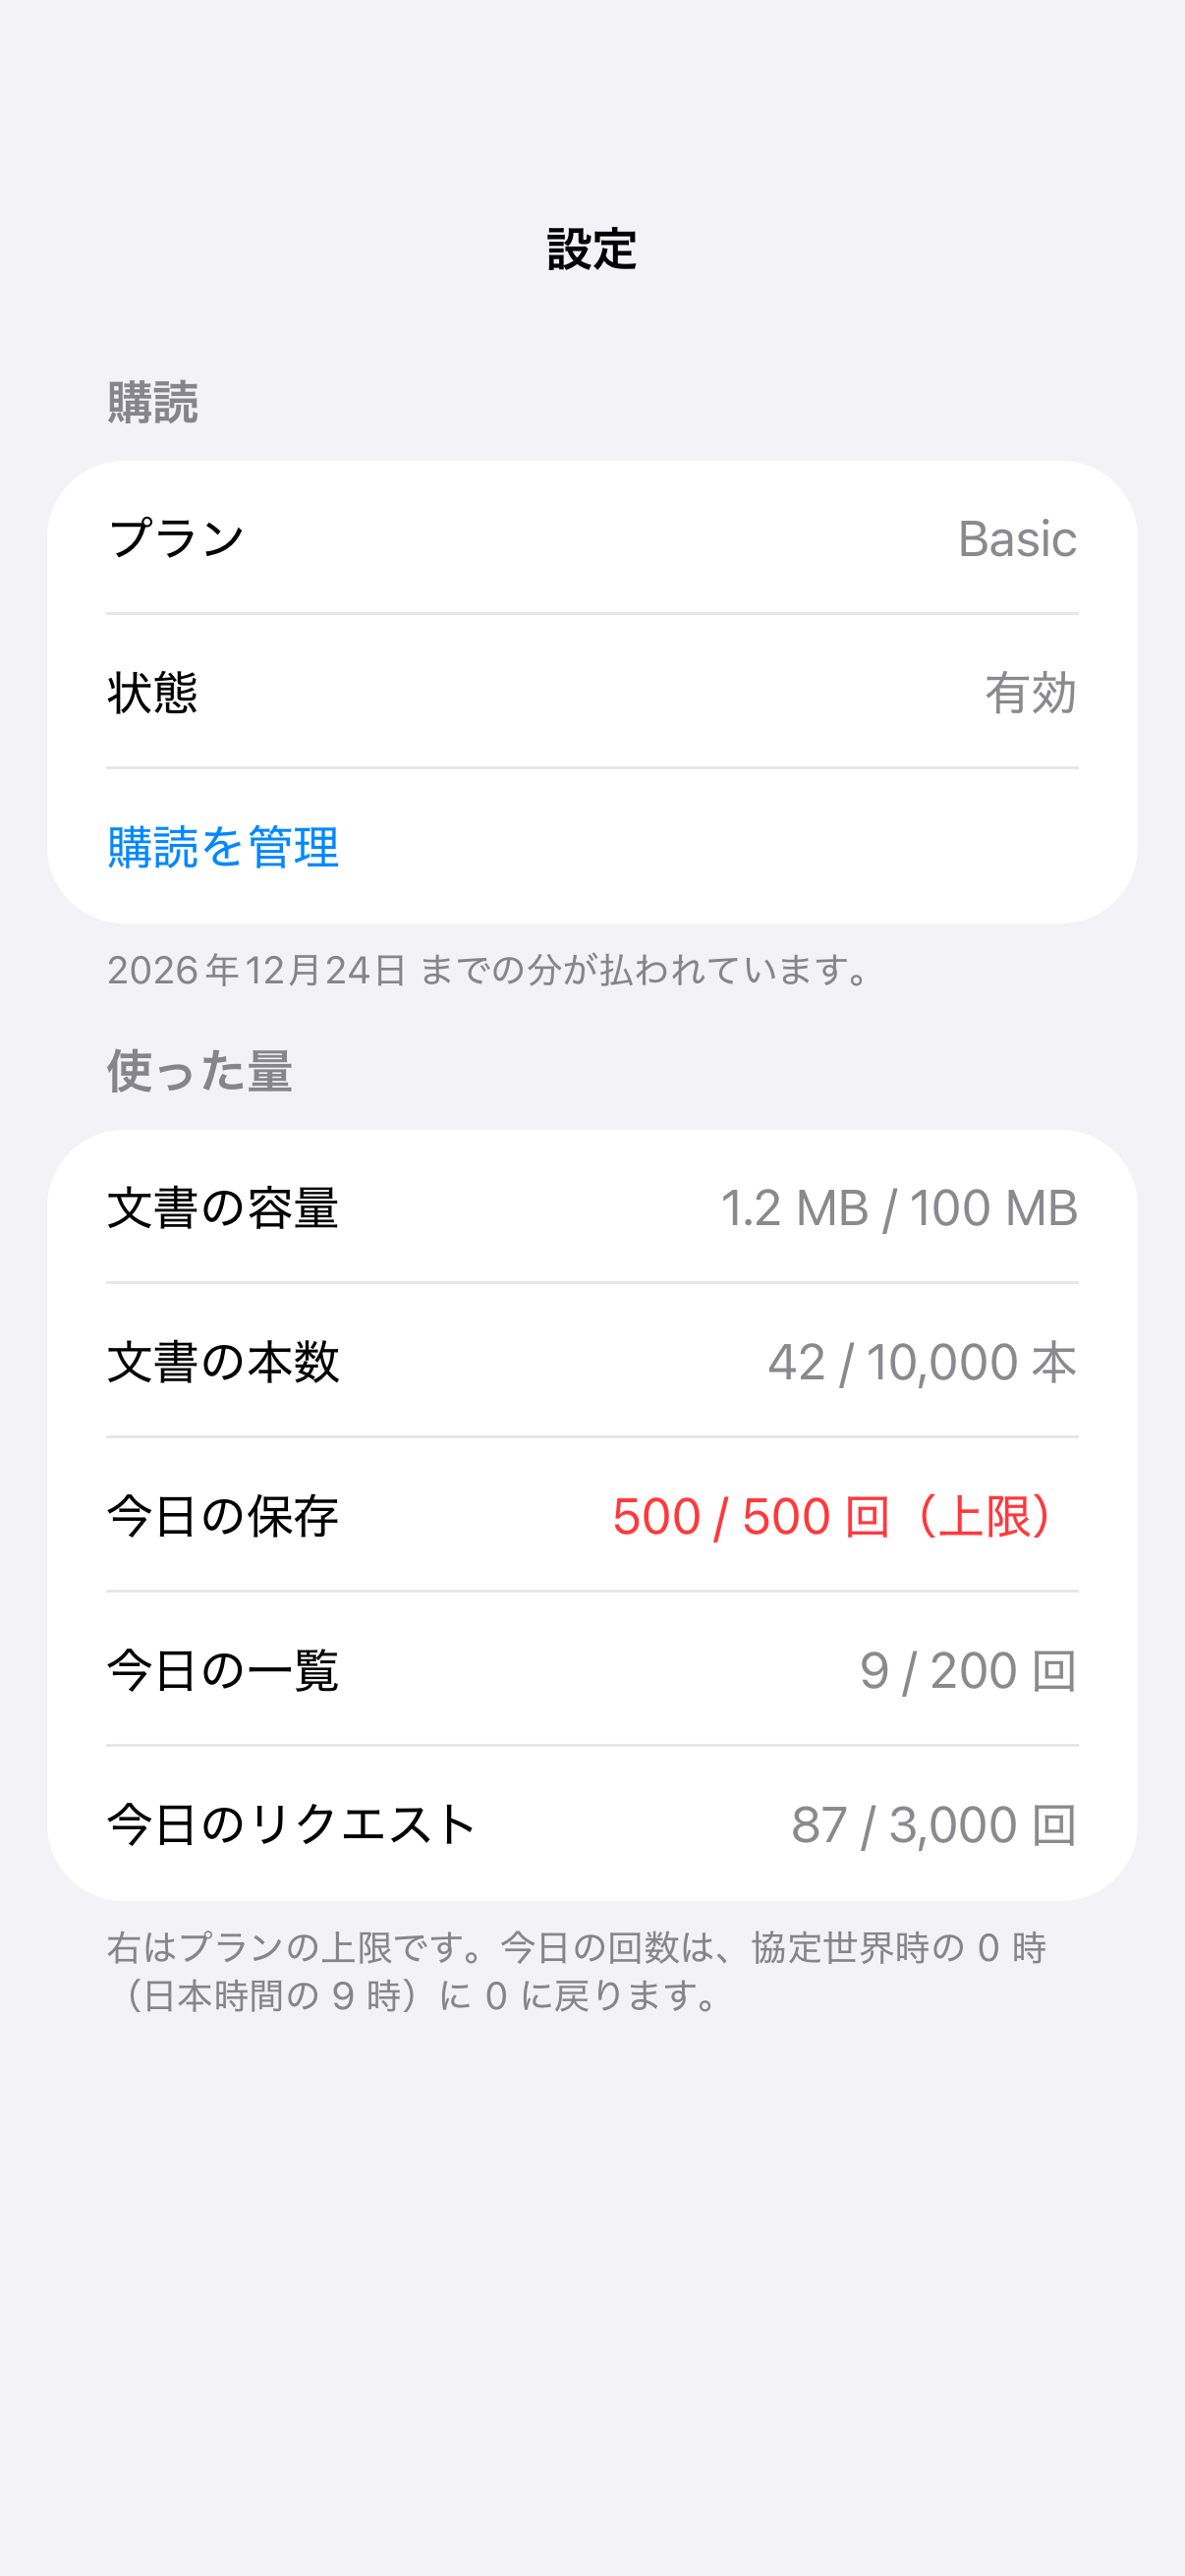 設定
購読
プラン Basic
状態 有効
購読を管理
2026年12月24日 までの分が払われています。
使った量
文書の容量 1.2 MB / 100 MB
文書の本数 42 / 10,000 本
今日の保存 500 / 500 回（上限）
今日の一覧 9 / 200 回
今日のリクエスト 87 / 3,000 回
右はプランの上限です。今日の回数は、協定世界時の 0 時
（日本時間の 9 時）に 0 に戻ります。